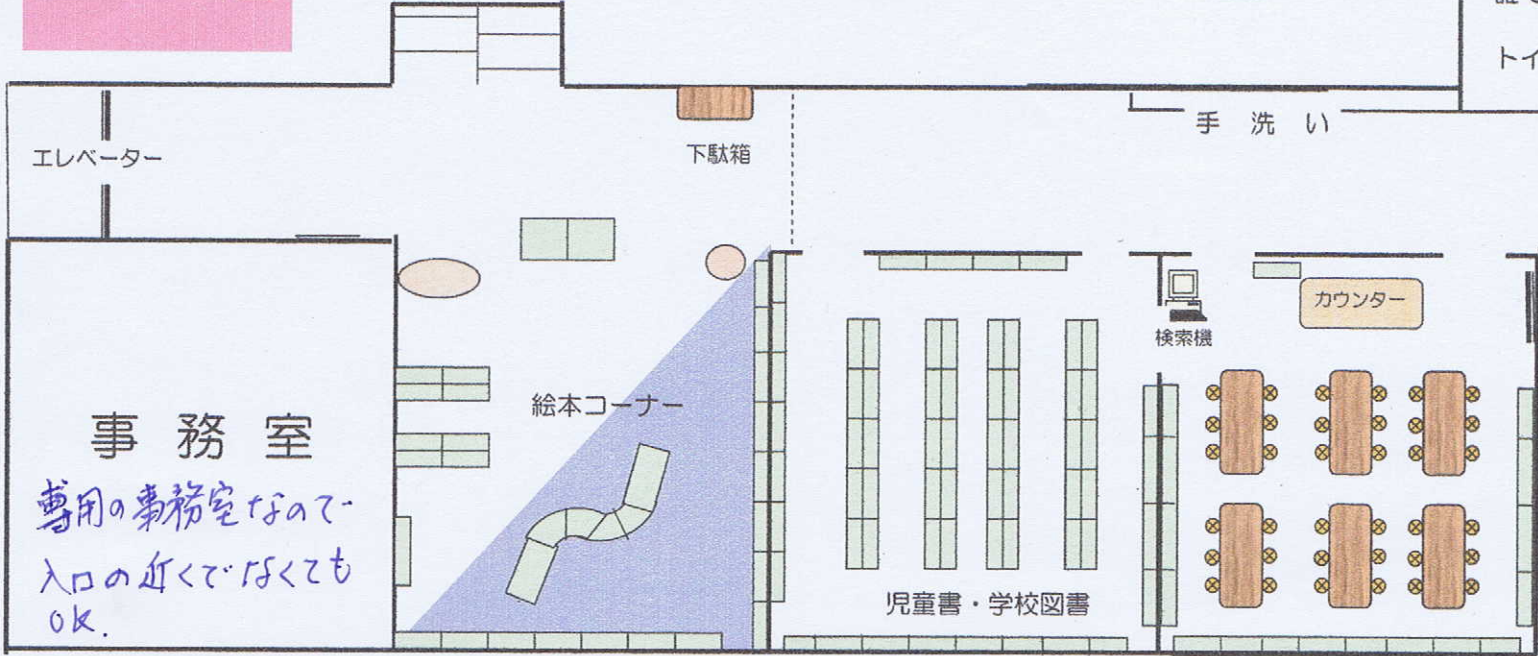 トイ
手洗い
エレベーター
下駄箱
カウンター
検索機
絵本コーナー
事務室
専用の事務室なので
入口の近くでなくても
OK.
児童書・学校図書